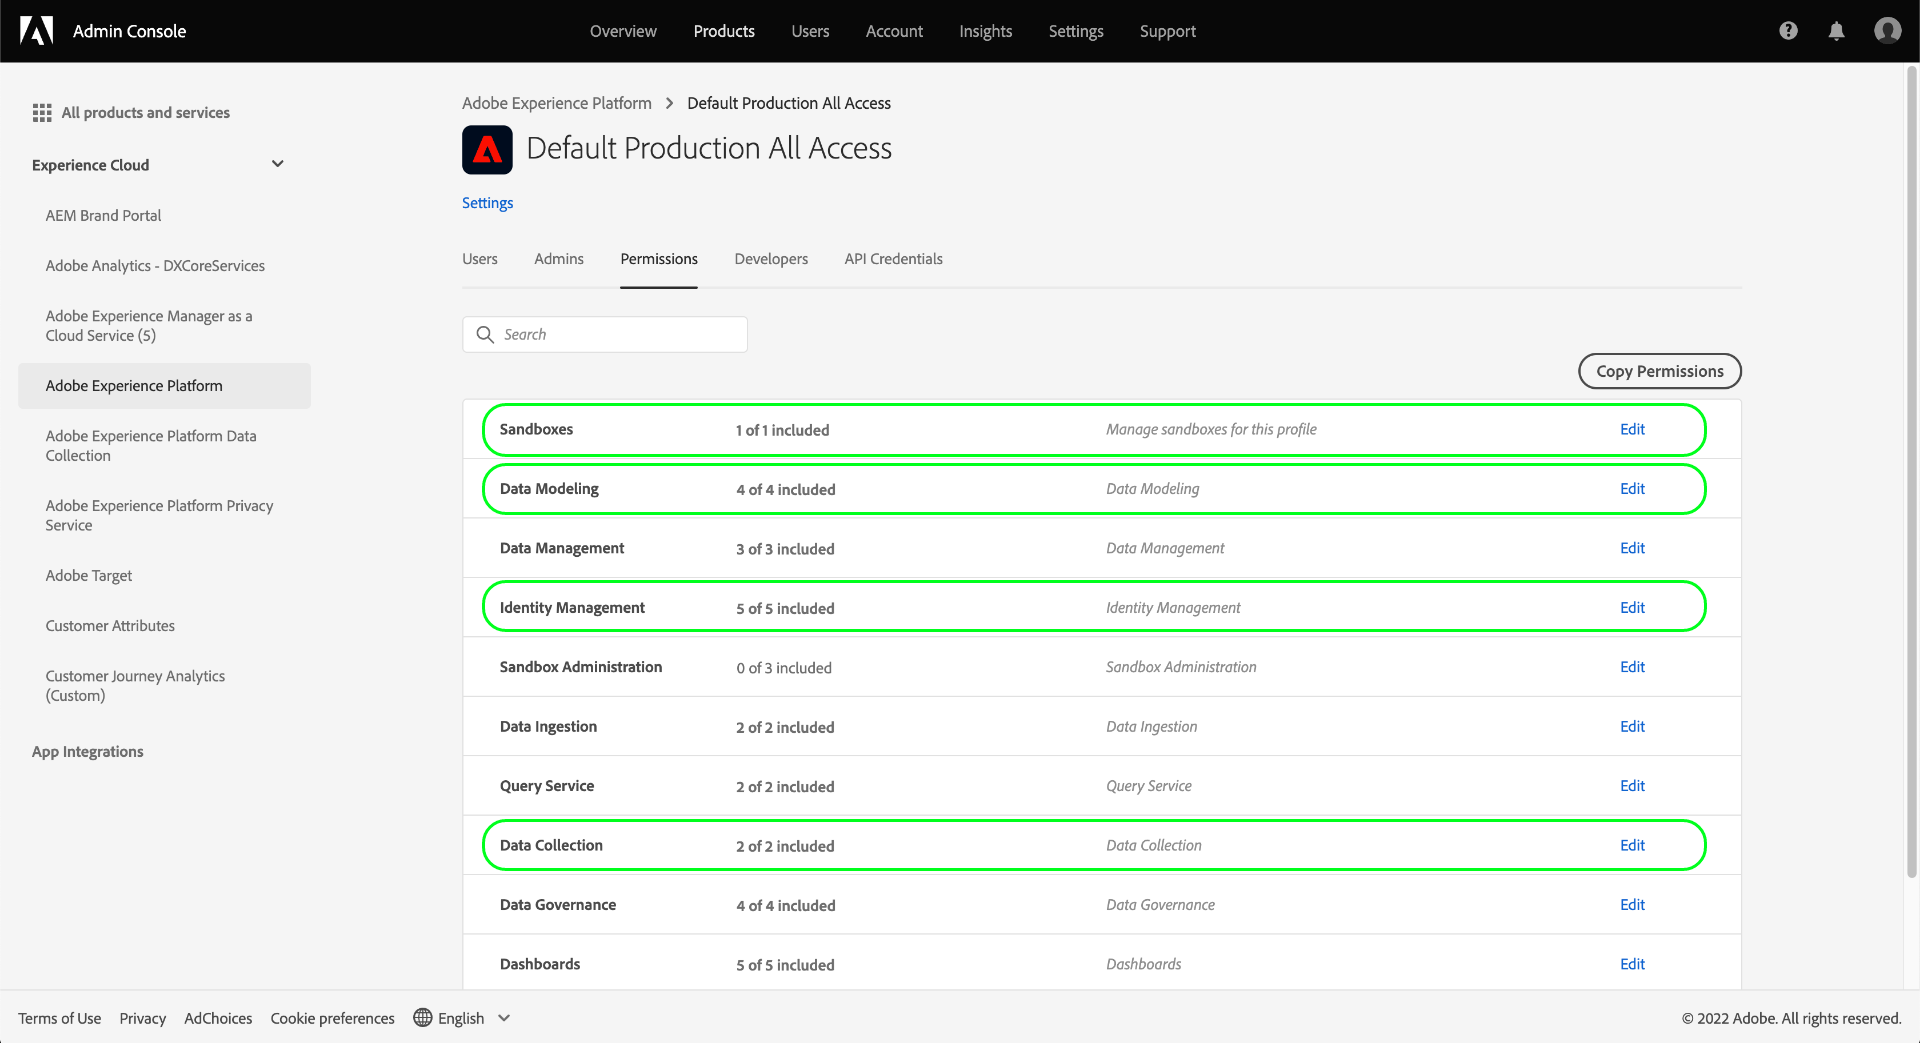 Admin Console
Overview Products Users Account Insights Settings Support
All products and services
Experience Cloud
AEM Brand Portal
Adobe Analytics - DXCoreServices
Adobe Experience Manager as a
Cloud Service (5)
Adobe Experience Platform
Adobe Experience Platform Data
Collection
Adobe Experience Platform Privacy
Service
Adobe Target
Customer Attributes
Customer Journey Analytics
(Custom)
App Integrations
Adobe Experience Platform > Default Production All Access
Default Production All Access
Settings
Users Admins Permissions Developers API Credentials
Search
Copy Permissions
Sandboxes 1 of 1 included Manage sandboxes for this profile Edit
Data Modeling 4 of 4 included Data Modeling Edit
Data Management 3 of 3 included Data Management Edit
Identity Management 5 of 5 included Identity Management Edit
Sandbox Administration 0 of 3 included Sandbox Administration Edit
Data Ingestion 2 of 2 included Data Ingestion Edit
Query Service 2 of 2 included Query Service Edit
Data Collection 2 of 2 included Data Collection Edit
Data Governance 4 of 4 included Data Governance Edit
Dashboards 5 of 5 included Dashboards Edit
Terms of Use Privacy AdChoices Cookie preferences English © 2022 Adobe. All rights reserved.